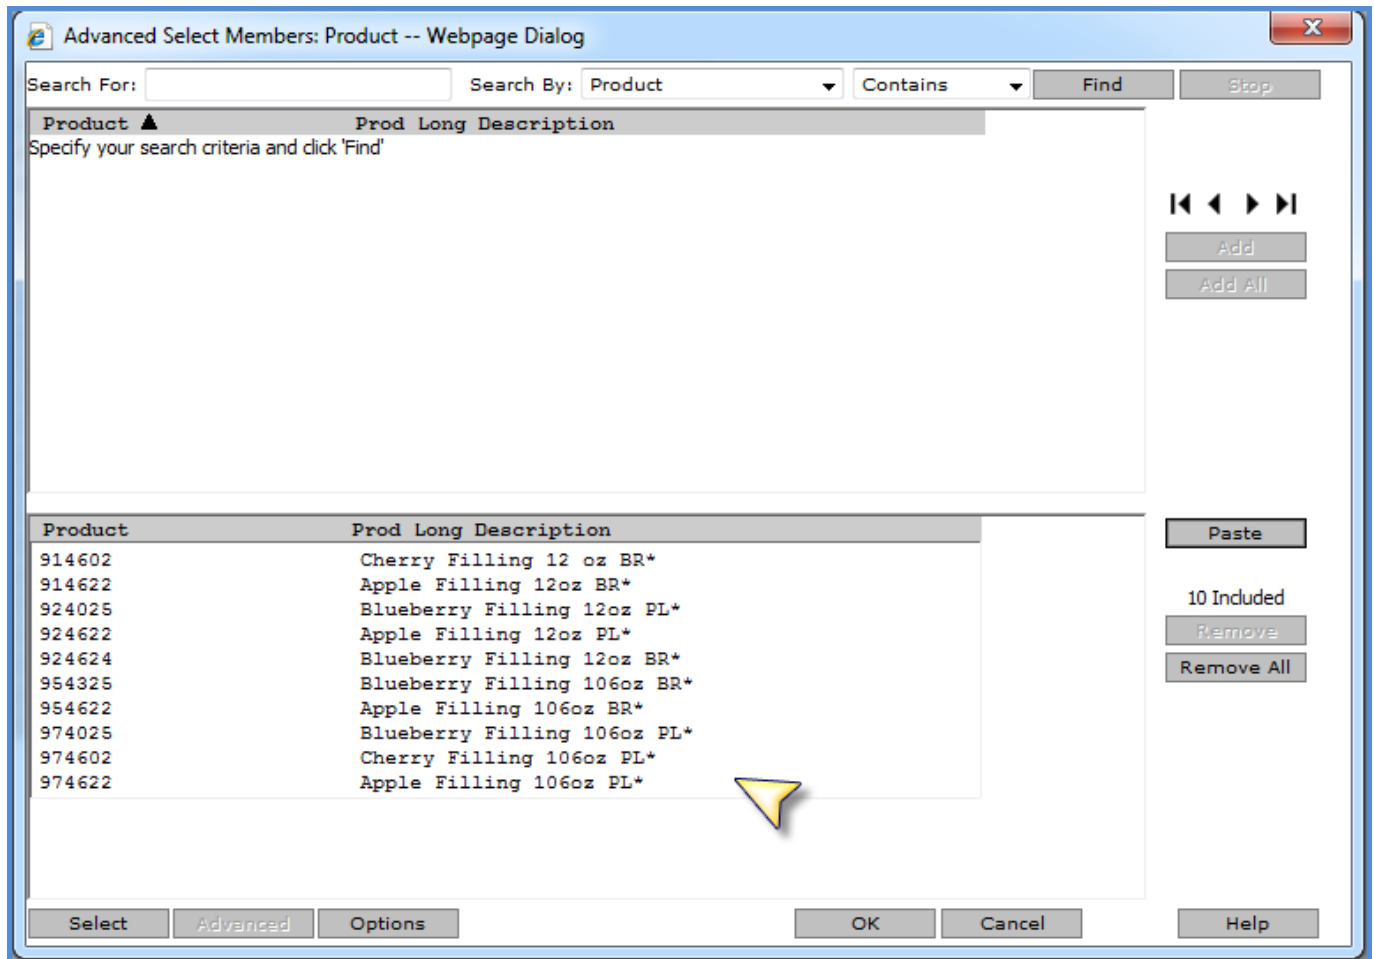 Advanced Select Members: Product -- Webpage Dialog
X
Search For: Search By: Product Contains Find Stop
Product Prod Long Description
Specify your search criteria and click 'Find'
Add
Add All
Product Prod Long Description Paste
914602 Cherry Filling 12 oz BR*
914622 Apple Filling 12oz BR*
924025 Blueberry Filling 12oz PL*
924622 Apple Filling 12oz PL*
924624 Blueberry Filling 12oz BR*
954325 Blueberry Filling 106oz BR*
954622 Apple Filling 106oz BR*
974025 Blueberry Filling 106oz PL*
974602 Cherry Filling 106oz PL*
974622 Apple Filling 106oz PL*
10 Included
Remove
Remove All
Select Advanced Options OK Cancel Help